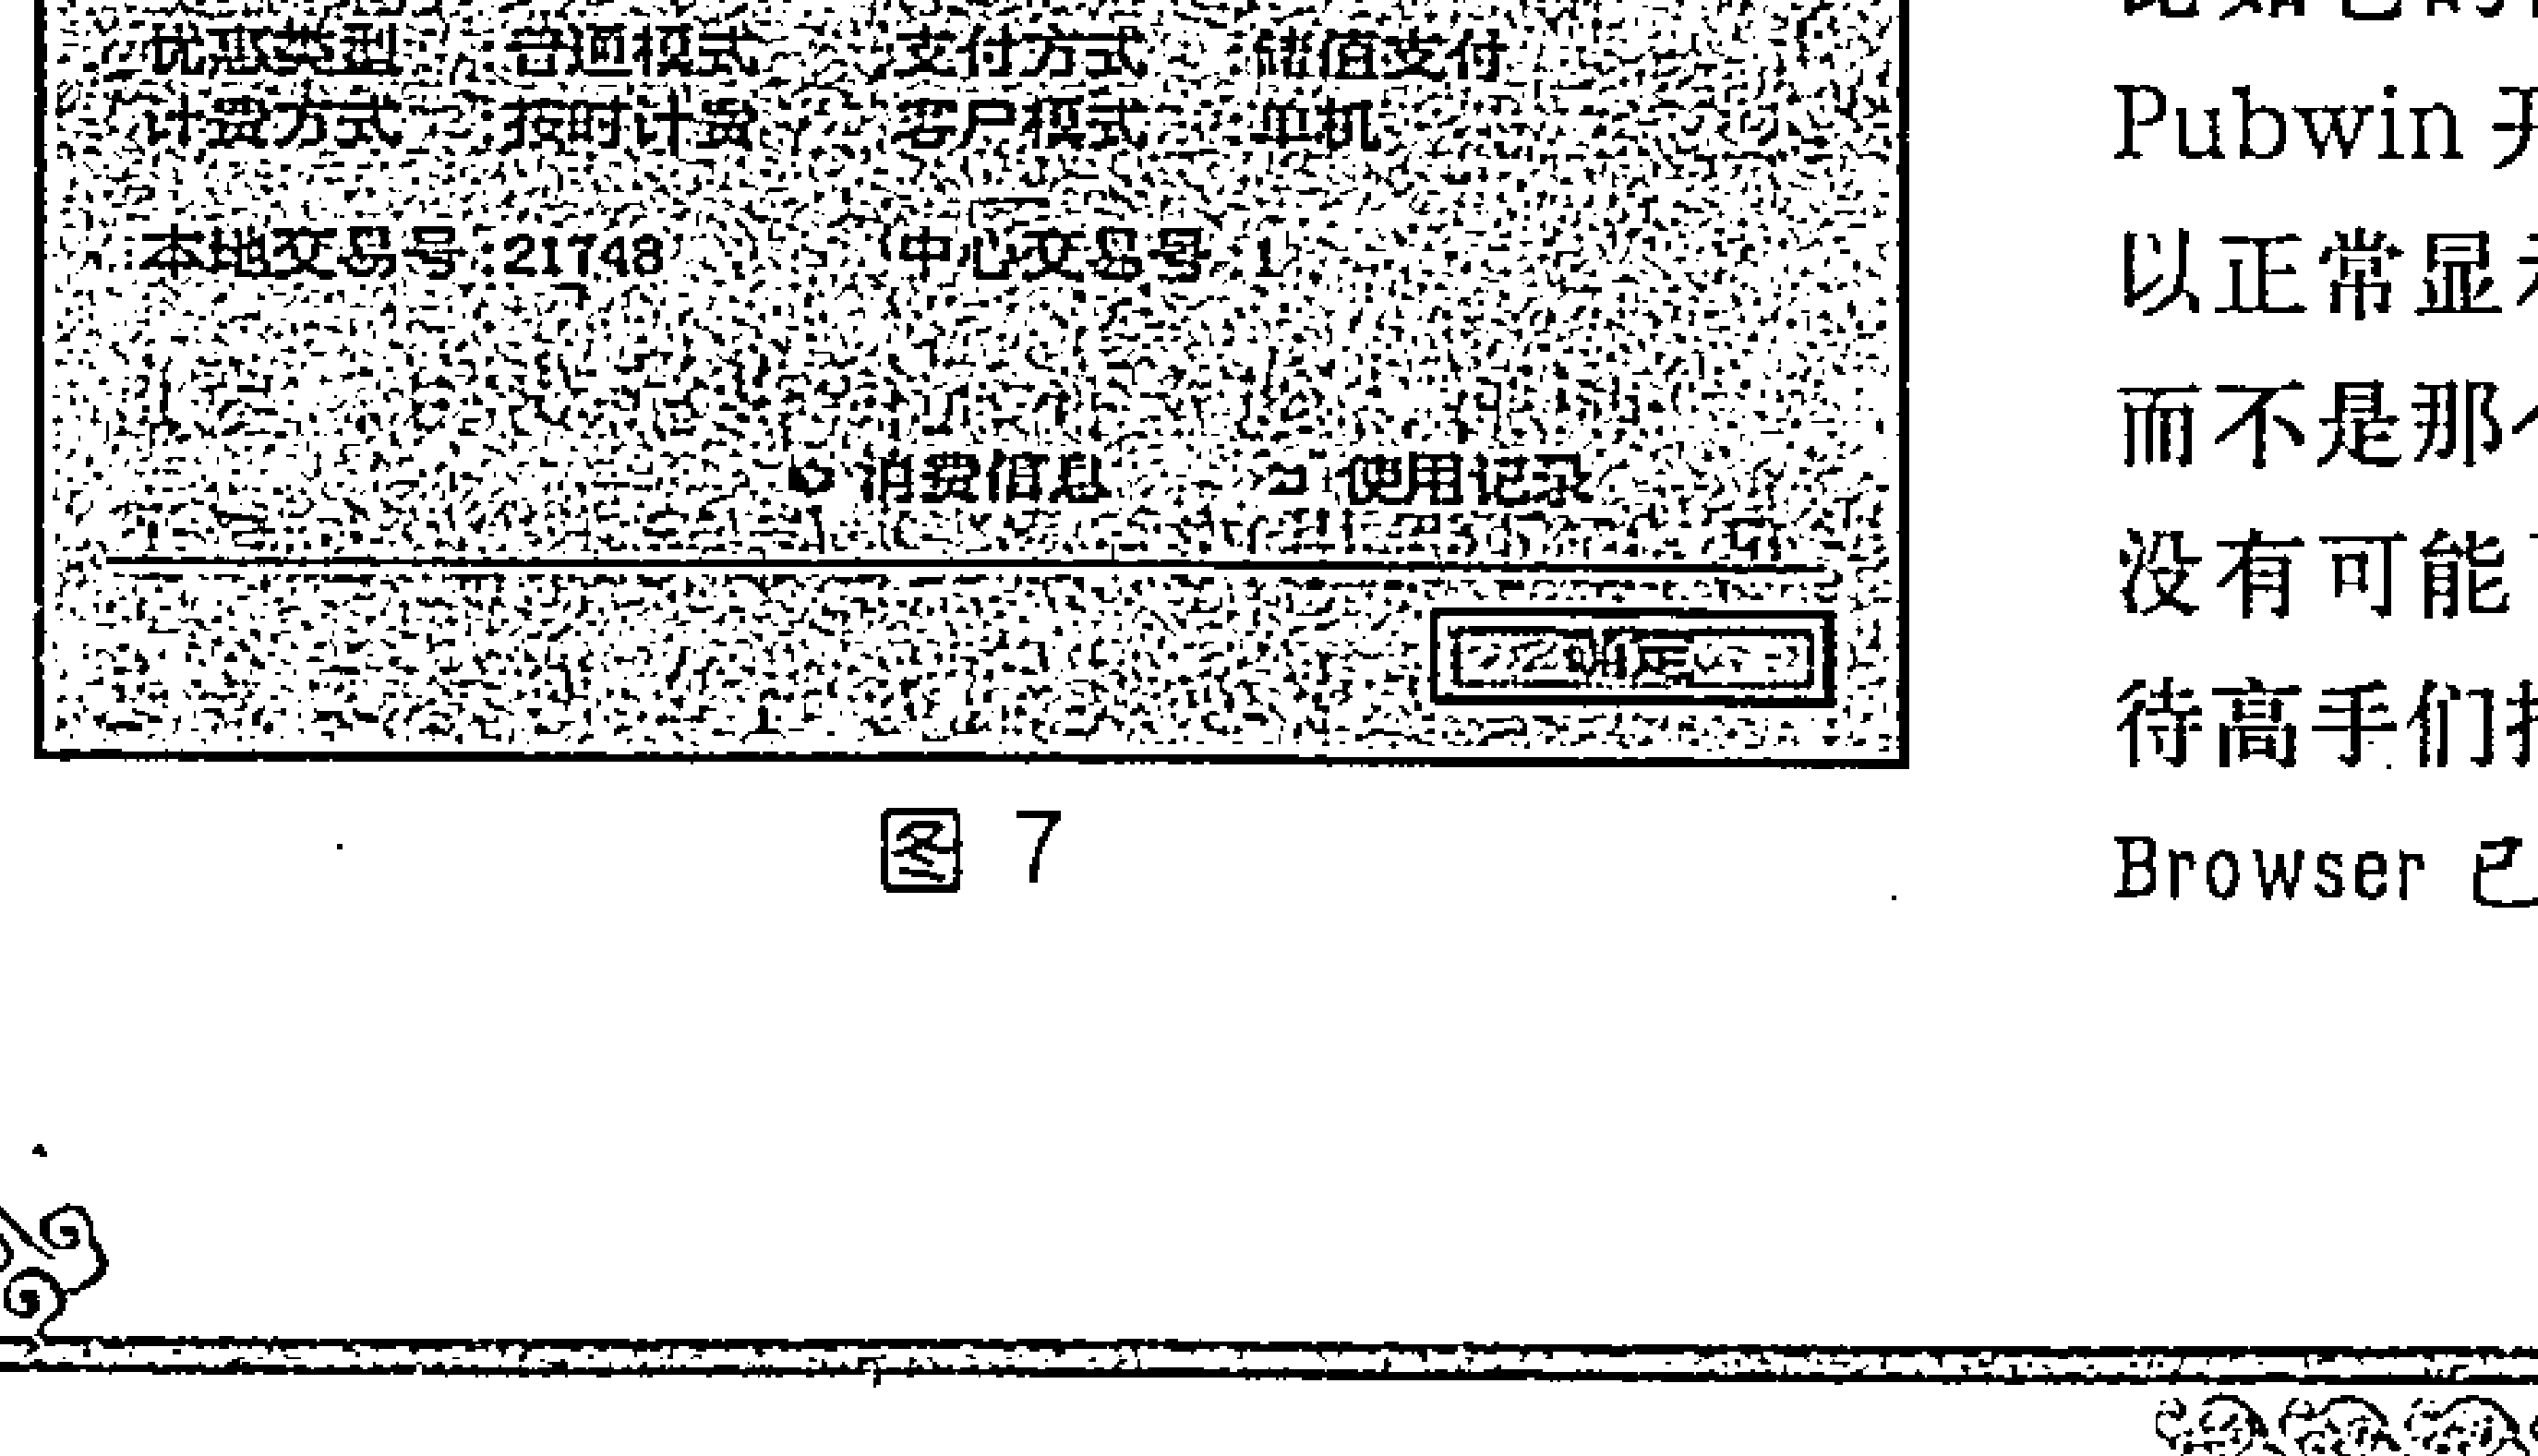 优惠类型 普通模式 支付方式 储值支付
计费方式 按时计费 客户模式 单机
本地交易号 21748 中心交易号 1
消费信息 使用记录
确定
图 7
Pubwin 开
以正常显示
而不是那个
没有可能
待高手们
Browser 已